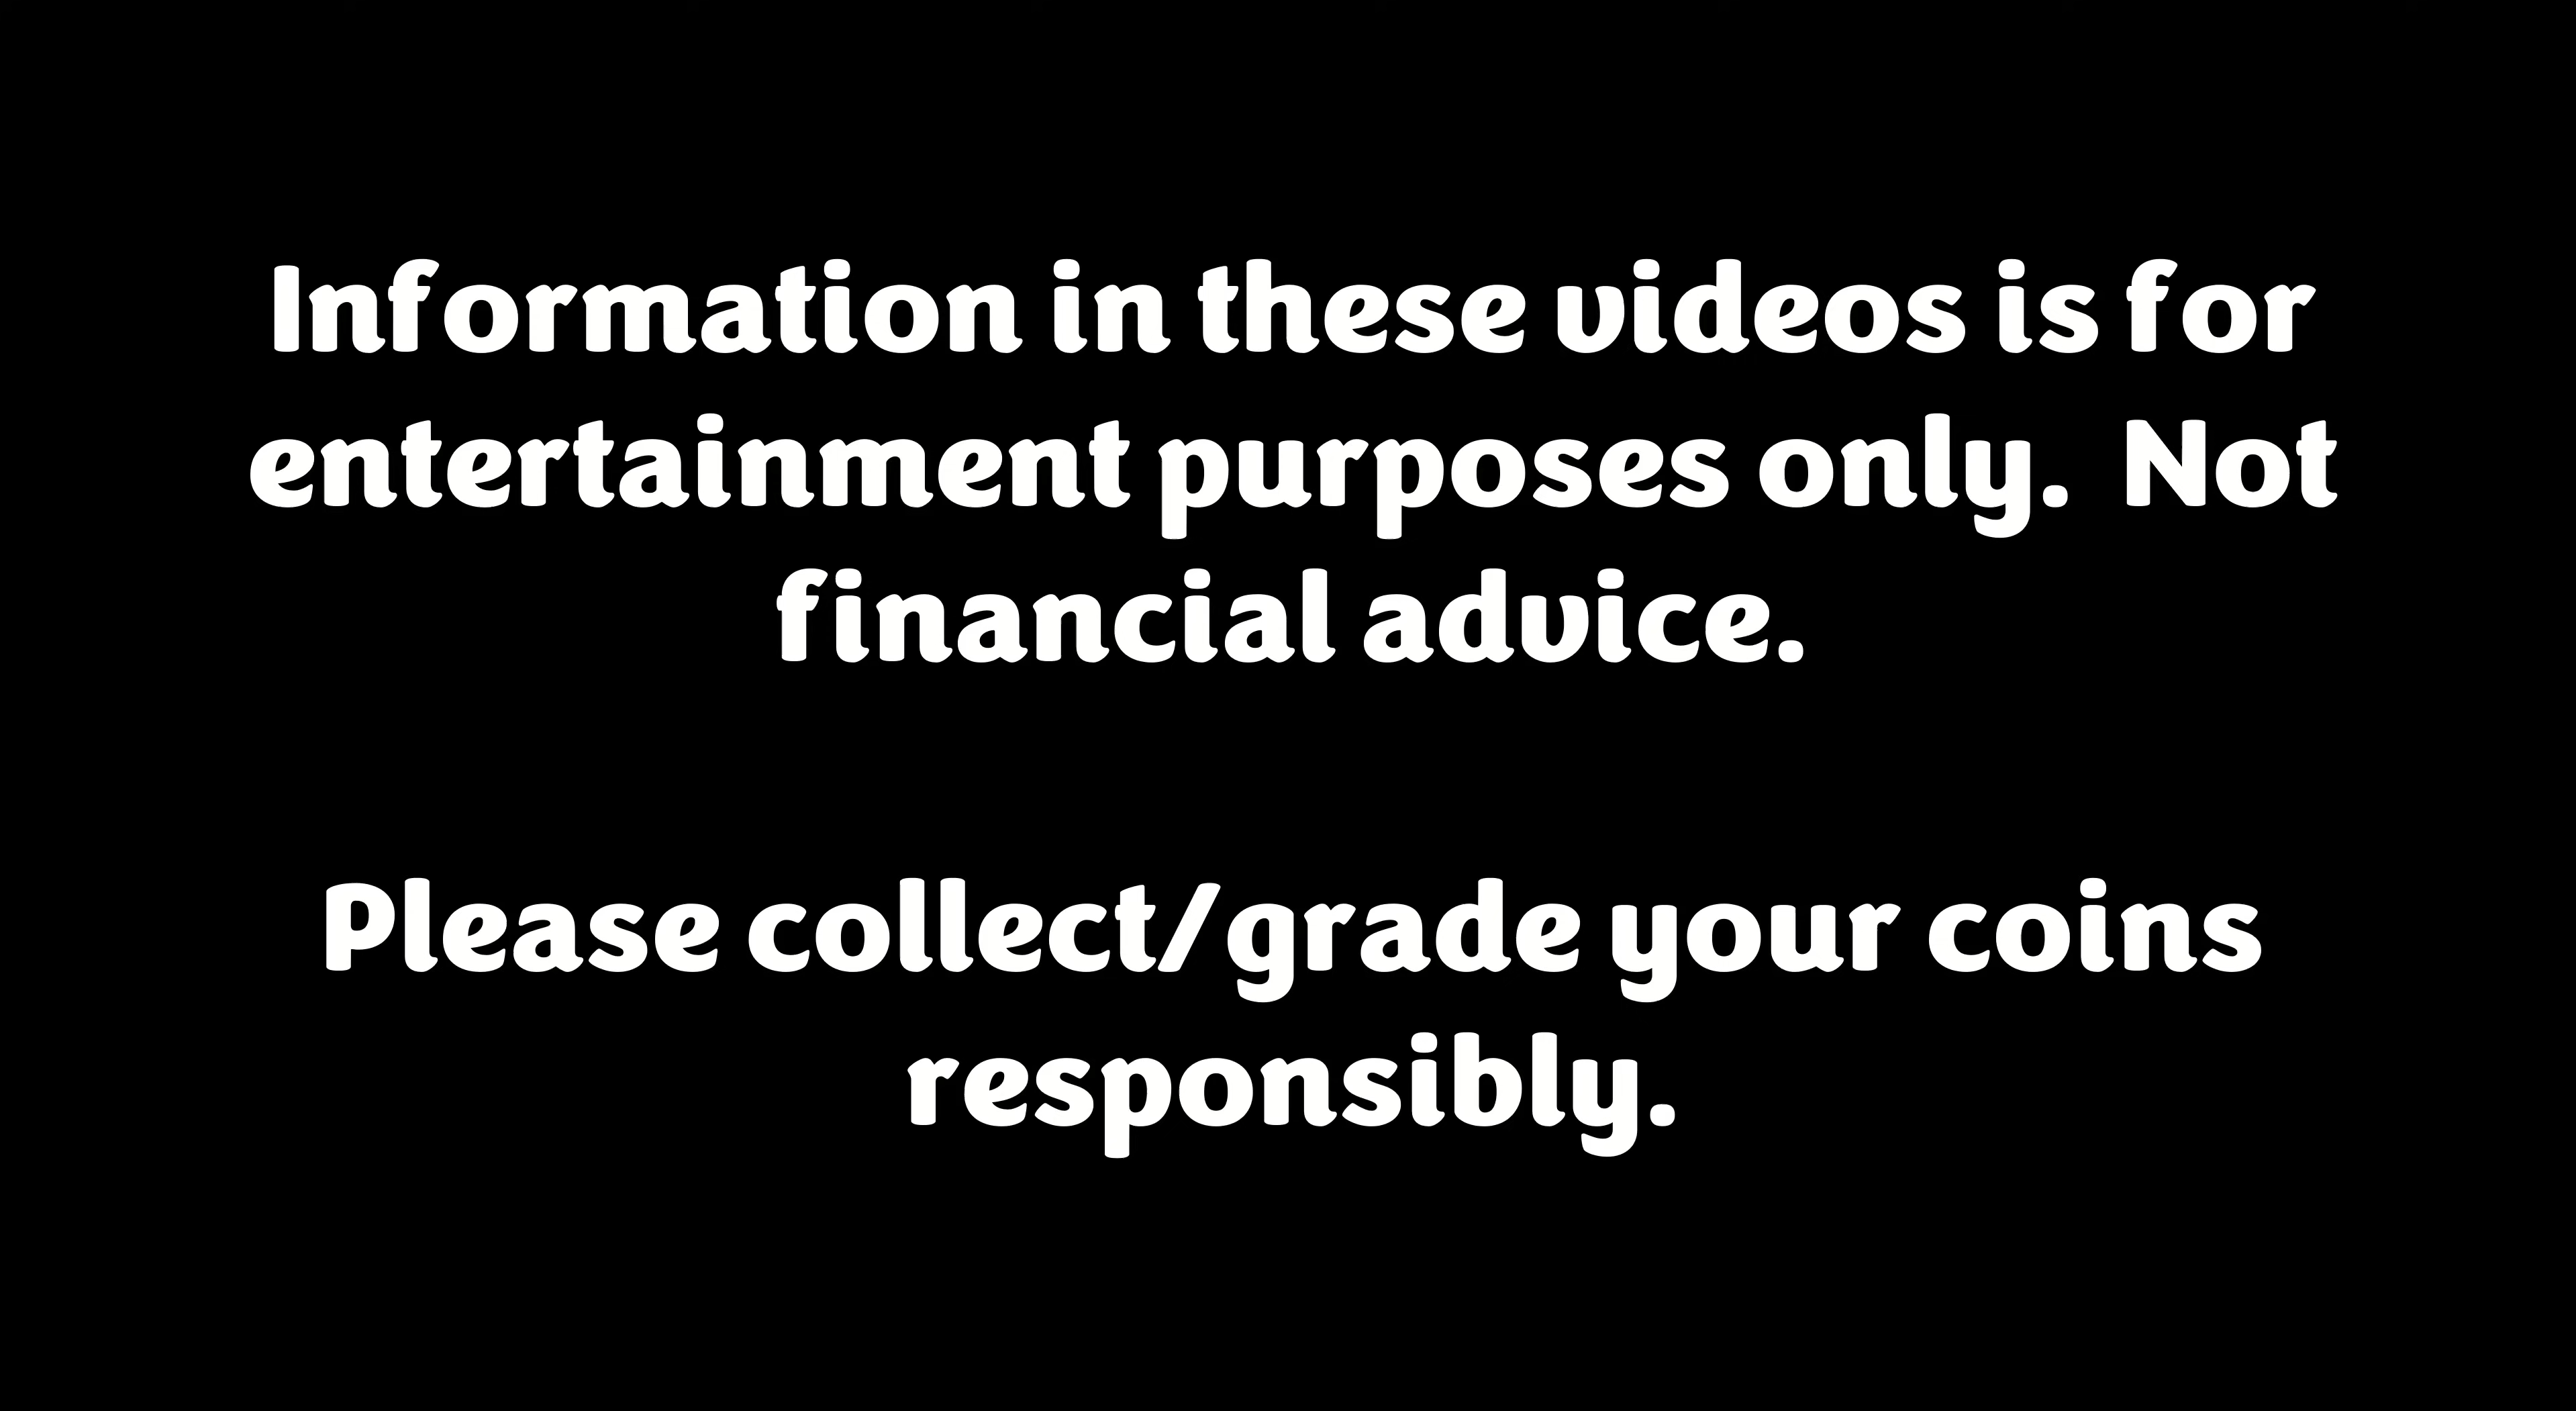 Information in these videos is for
entertainment purposes only.  Not
financial advice.
Please collect/grade your coins
responsibly.